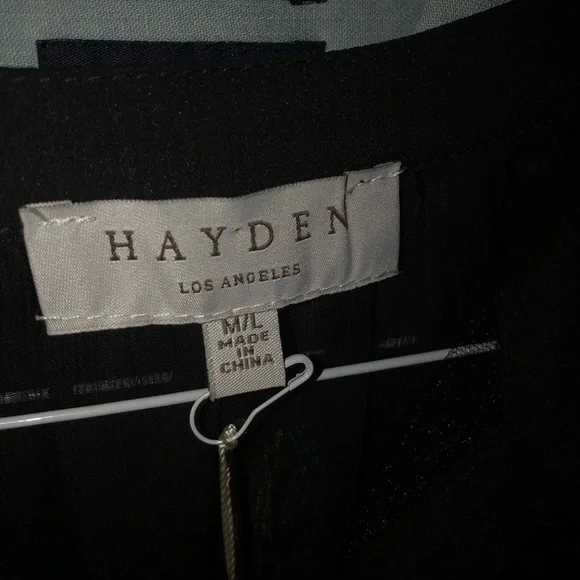 HAYDEN
LOS ANGELES
M/L
MADE
IN
CHINA